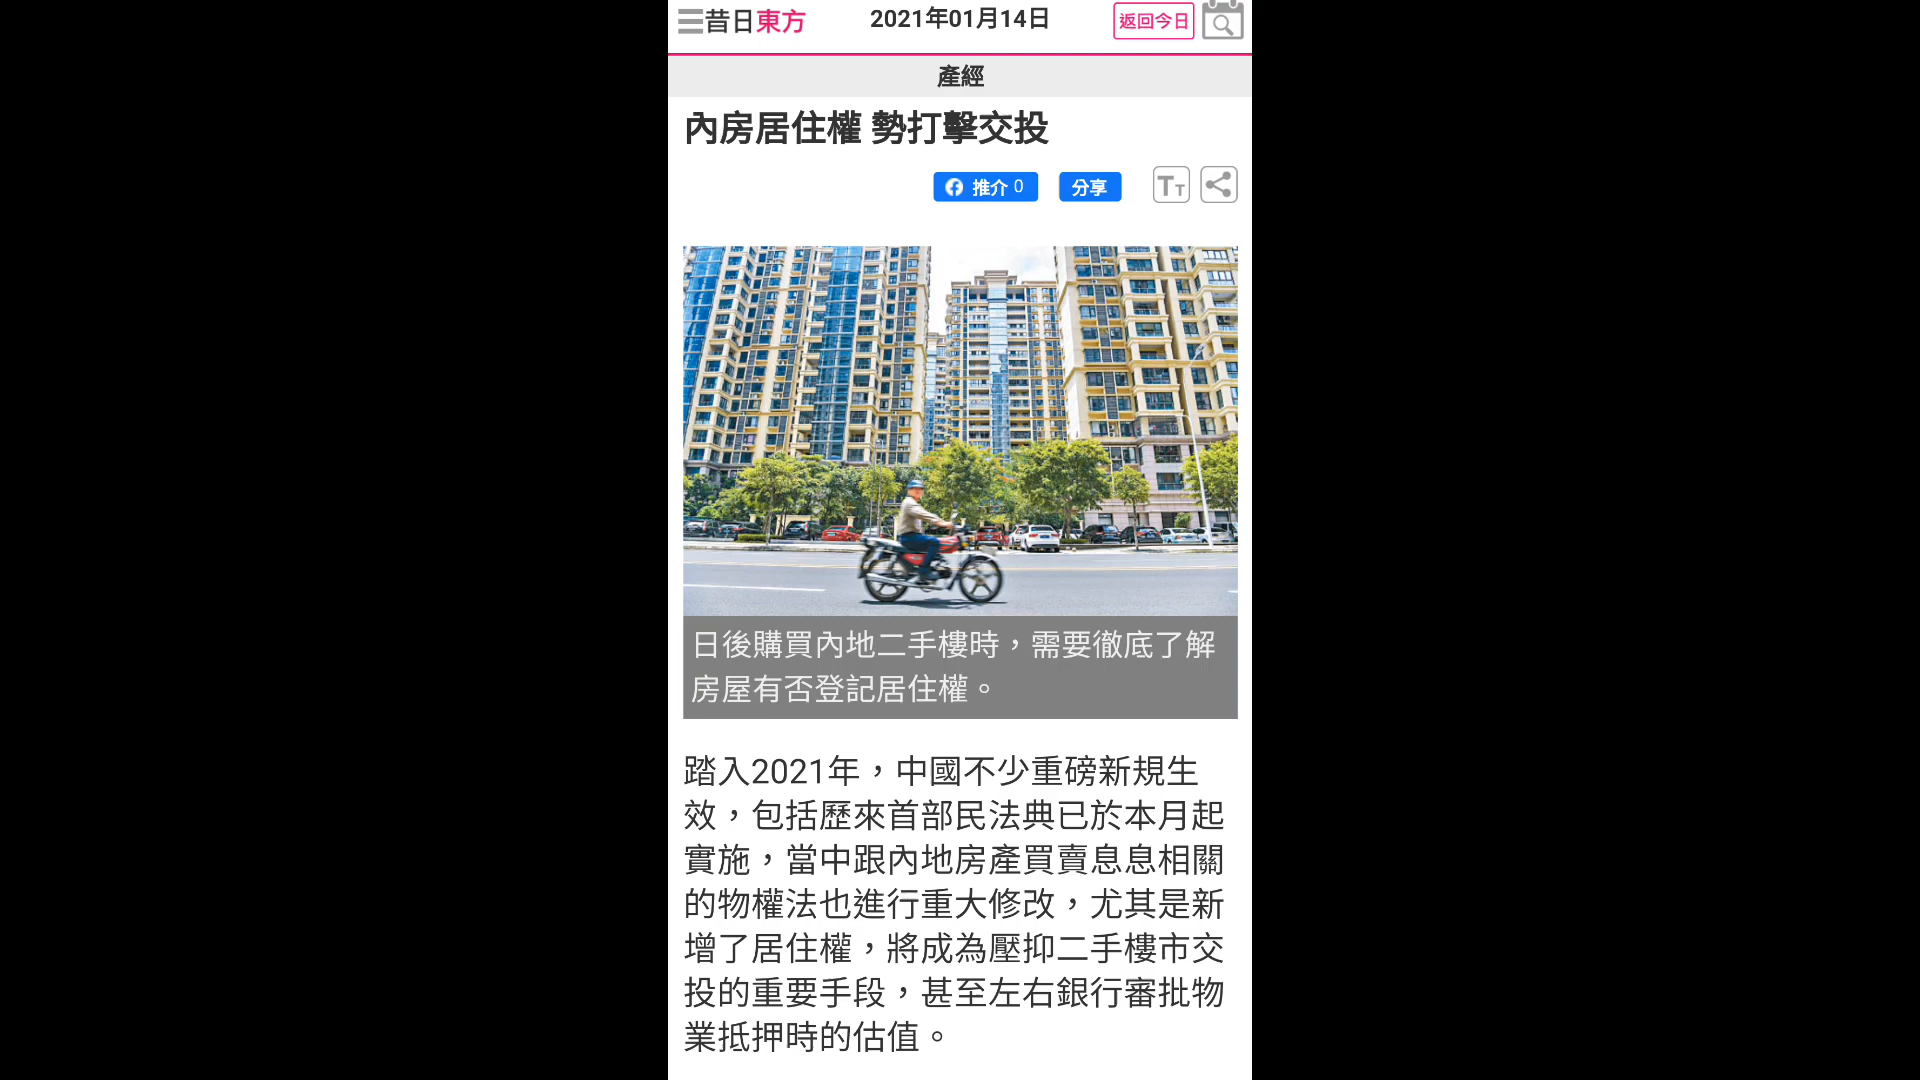 昔日東方
2021年01月14日
返回今日
產經
內房居住權 勢打擊交投
推介 0
分享
TT
日後購買內地二手樓時，需要徹底了解
房屋有否登記居住權。
踏入2021年，中國不少重磅新規生
效，包括歷來首部民法典已於本月起
實施，當中跟內地房產買賣息息相關
的物權法也進行重大修改，尤其是新
增了居住權，將成為壓抑二手樓市交
投的重要手段，甚至左右銀行審批物
業抵押時的估值。